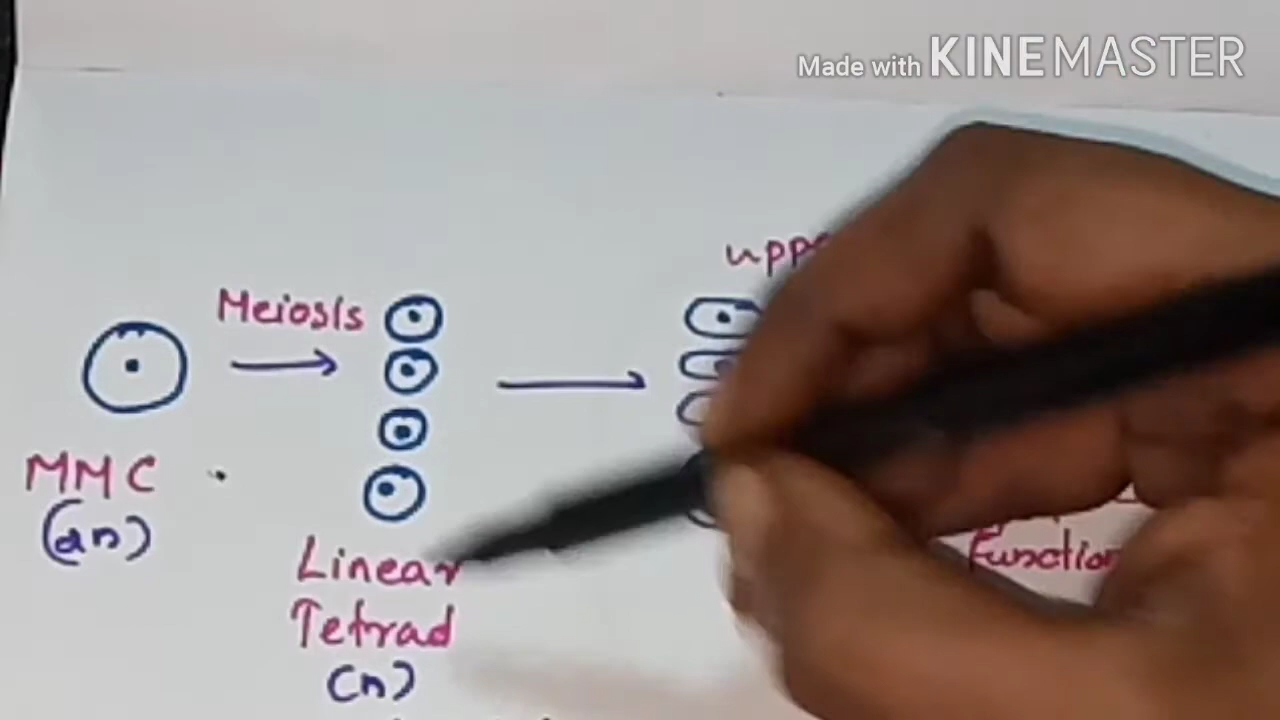 Made with KINEMASTER
Meiosis
MMC
(2n)
Linear
Tetrad
(n)
Function